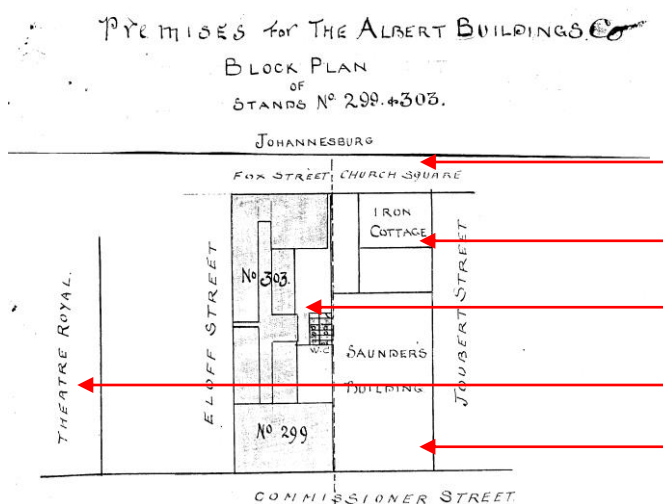 Premises for The Albert Buildings Co
Block Plan
of
Stands No. 299. & 303.
Johannesburg
Fox Street Church Square
Iron
Cottage
No 303.
Theatre Royal.
Eloff Street
Joubert Street
W.C.
Saunder's
Building
No 299
Commissioner Street.